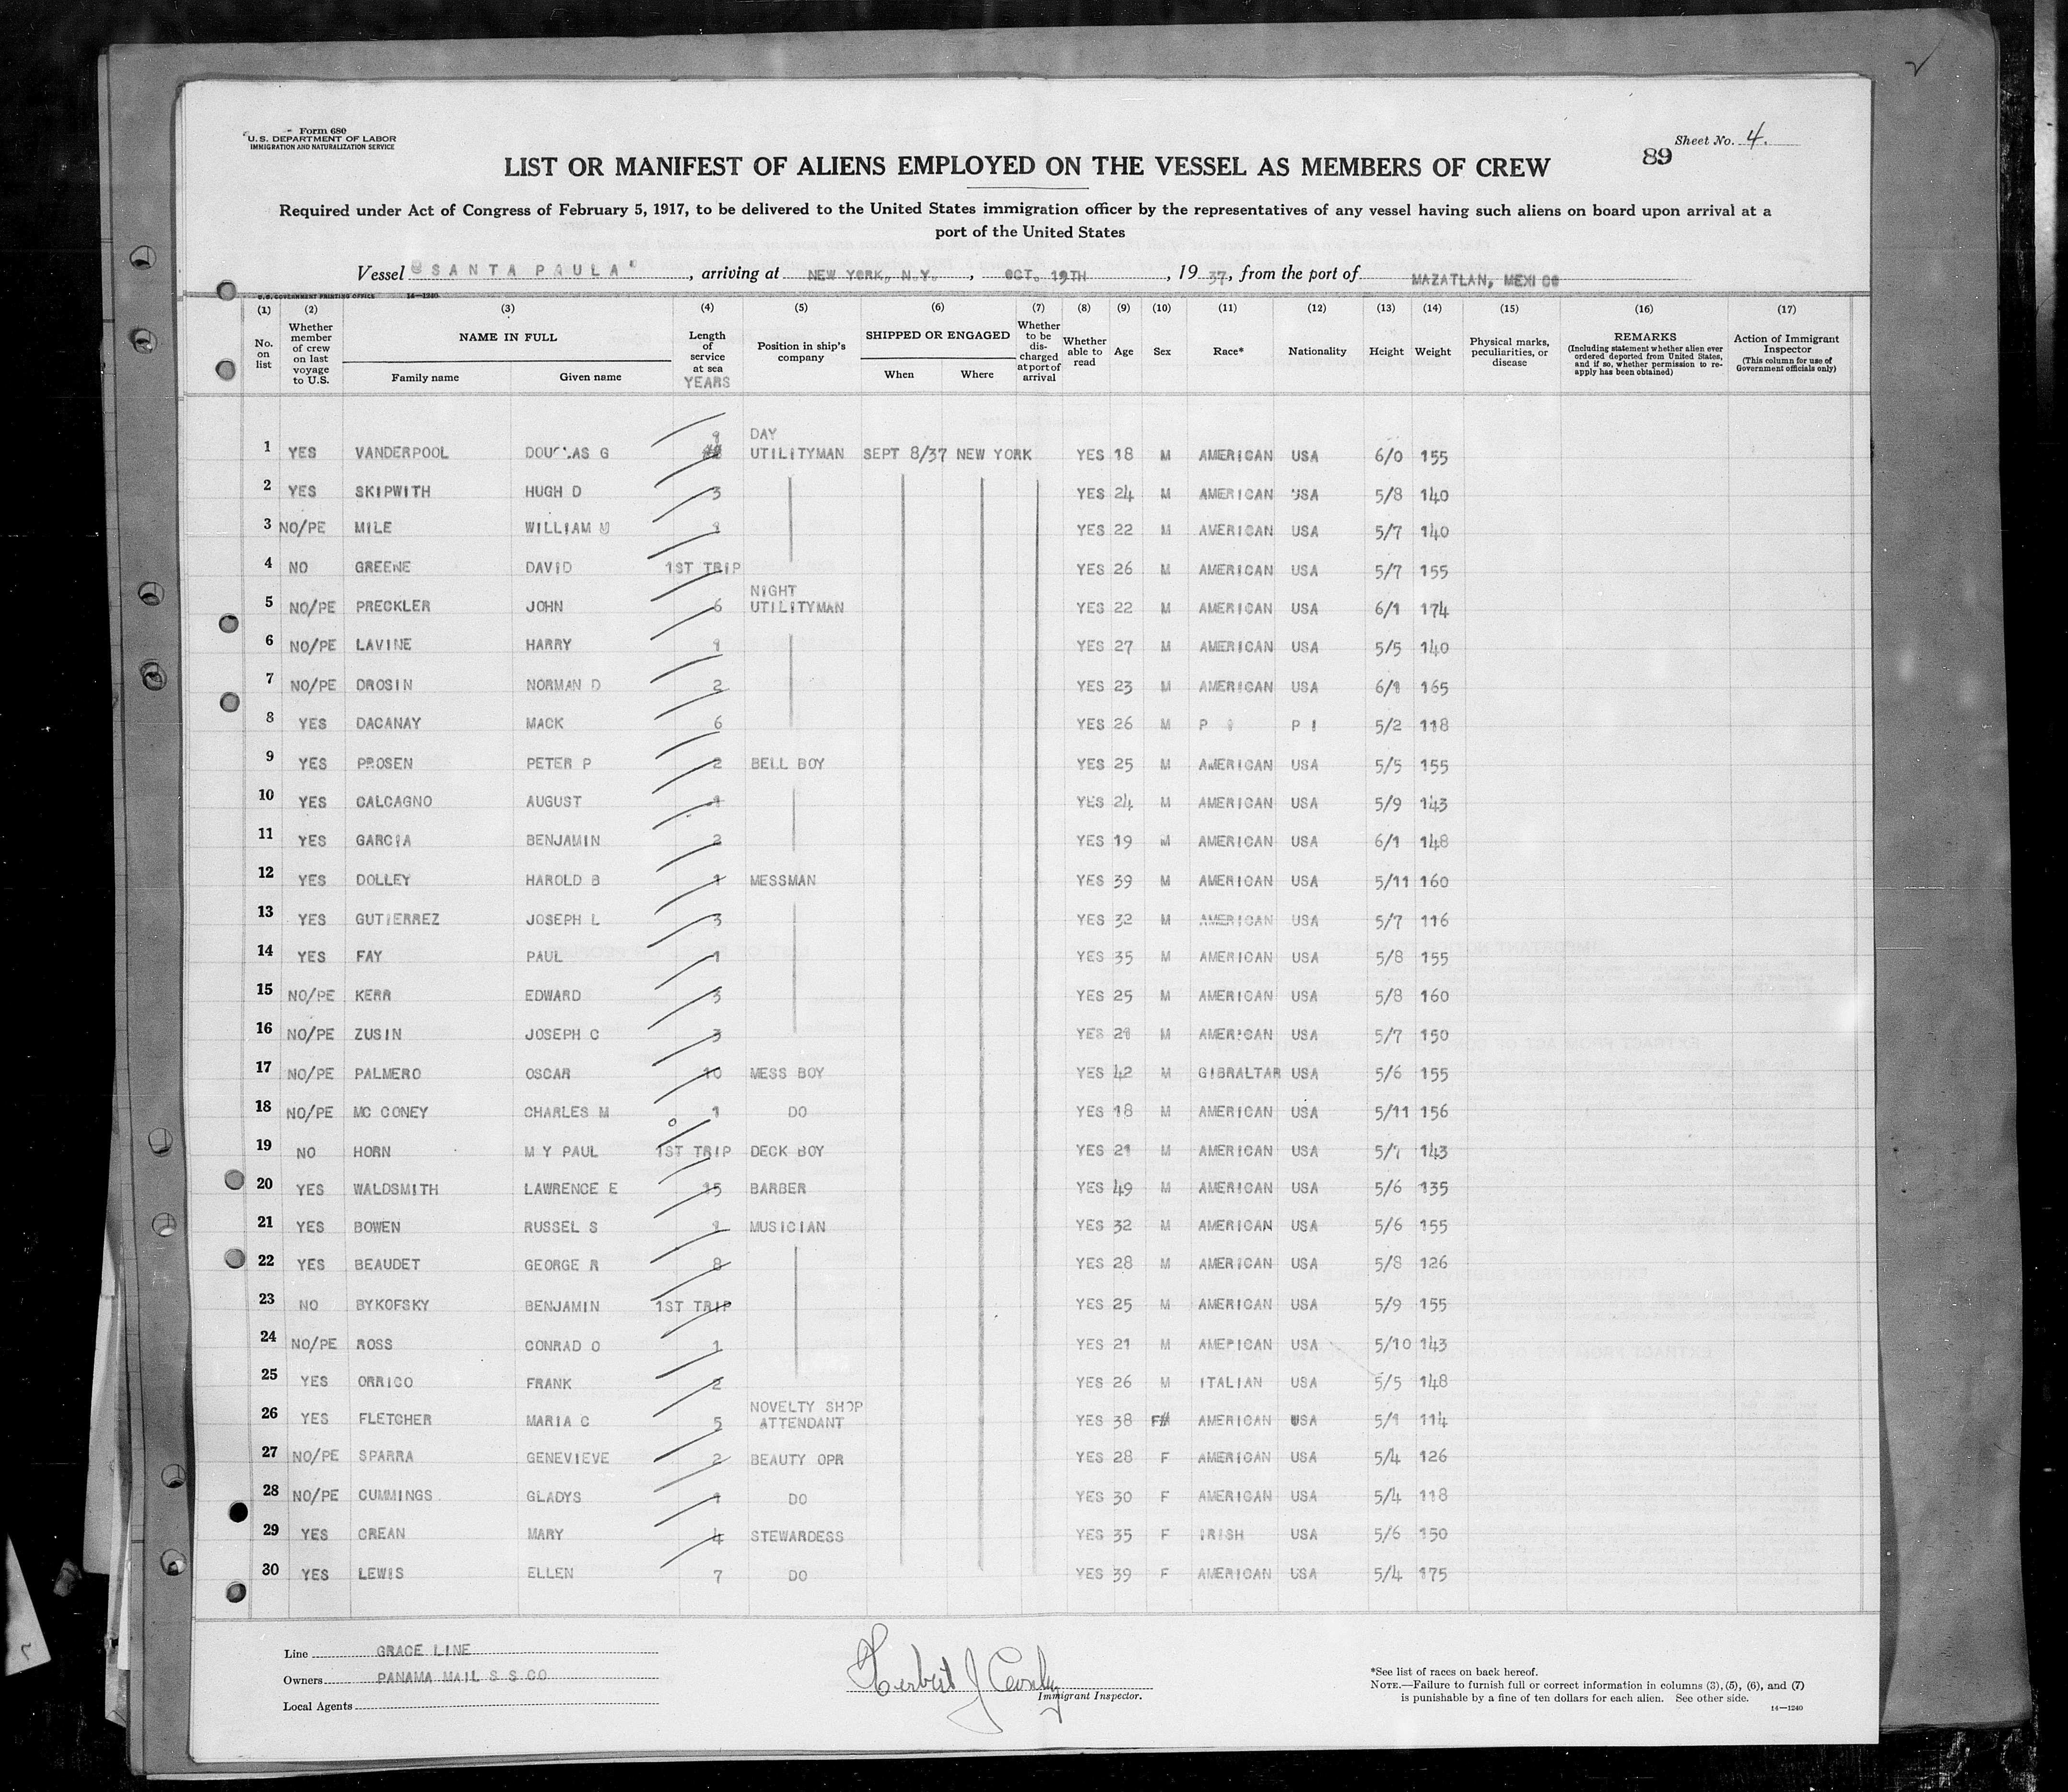 Form 680
U.S. DEPARTMENT OF LABOR
IMMIGRATION AND NATURALIZATION SERVICE
Sheet No. 4.
89
LIST OR MANIFEST OF ALIENS EMPLOYED ON THE VESSEL AS MEMBERS OF CREW
Required under Act of Congress of February 5, 1917, to be delivered to the United States immigration officer by the representatives of any vessel having such aliens on board upon arrival at a
port of the United States
Vessel "SANTA PAULA", arriving at NEW YORK, N.Y., OCT. 19TH, 1937, from the port of MAZATLAN, MEXICO
U.S. GOVERNMENT PRINTING OFFICE 14—1240
(1) (2) (3) (4) (5) (6) (7) (8) (9) (10) (11) (12) (13) (14) (15) (16) (17)
No. on list
Whether member of crew on last voyage to U.S.
NAME IN FULL
Family name Given name
Length of service at sea
YEARS
Position in ship's company
SHIPPED OR ENGAGED
When Where
Whether to be discharged at port of arrival
Whether able to read
Age Sex Race* Nationality Height Weight
Physical marks, peculiarities, or disease
REMARKS
(Including statement whether alien ever ordered deported from United States, and if so, whether permission to reapply has been obtained)
Action of Immigrant Inspector
(This column for use of Government officials only)
1 YES VANDERPOOL DOUGLAS G 9 DAY UTILITYMAN SEPT 8/37 NEW YORK YES 18 M AMERICAN USA 6/0 155
2 YES SKIPWITH HUGH D 3 YES 24 M AMERICAN USA 5/8 140
3 NO/PE MILE WILLIAM M 1 YES 22 M AMERICAN USA 5/7 140
4 NO GREENE DAVID 1ST TRIP YES 26 M AMERICAN USA 5/7 155
5 NO/PE PRECKLER JOHN 6 NIGHT UTILITYMAN YES 22 M AMERICAN USA 6/1 174
6 NO/PE LAVINE HARRY 1 YES 27 M AMERICAN USA 5/5 140
7 NO/PE DROSIN NORMAN D 2 YES 23 M AMERICAN USA 6/1 165
8 YES DACANAY MACK 6 YES 26 M P I P I 5/2 118
9 YES PROSEN PETER P 2 BELL BOY YES 25 M AMERICAN USA 5/5 155
10 YES CALCAGNO AUGUST 1 YES 24 M AMERICAN USA 5/9 143
11 YES GARCIA BENJAMIN 2 YES 19 M AMERICAN USA 6/1 148
12 YES DOLLEY HAROLD B 1 MESSMAN YES 39 M AMERICAN USA 5/11 160
13 YES GUTIERREZ JOSEPH L 3 YES 32 M AMERICAN USA 5/7 116
14 YES FAY PAUL 1 YES 35 M AMERICAN USA 5/8 155
15 NO/PE KERR EDWARD 3 YES 25 M AMERICAN USA 5/8 160
16 NO/PE ZUSIN JOSEPH C 3 YES 21 M AMERICAN USA 5/7 150
17 NO/PE PALMERO OSCAR 10 MESS BOY YES 42 M GIBRALTAR USA 5/6 155
18 NO/PE MC CONEY CHARLES M 1 DO YES 18 M AMERICAN USA 5/11 156
19 NO HORN M Y PAUL 1ST TRIP DECK BOY YES 21 M AMERICAN USA 5/7 143
20 YES WALDSMITH LAWRENCE E 15 BARBER YES 49 M AMERICAN USA 5/6 135
21 YES BOWEN RUSSEL S 1 MUSICIAN YES 32 M AMERICAN USA 5/6 155
22 YES BEAUDET GEORGE R 8 YES 28 M AMERICAN USA 5/8 126
23 NO BYKOFSKY BENJAMIN 1ST TRIP YES 25 M AMERICAN USA 5/9 155
24 NO/PE ROSS CONRAD O 1 YES 21 M AMERICAN USA 5/10 143
25 YES ORRICO FRANK 2 YES 26 M ITALIAN USA 5/5 148
26 YES FLETCHER MARIA C 5 NOVELTY SHOP ATTENDANT YES 38 F AMERICAN USA 5/1 114
27 NO/PE SPARRA GENEVIEVE 2 BEAUTY OPR YES 28 F AMERICAN USA 5/4 126
28 NO/PE CUMMINGS GLADYS 1 DO YES 30 F AMERICAN USA 5/4 118
29 YES CREAN MARY 4 STEWARDESS YES 35 F IRISH USA 5/6 150
30 YES LEWIS ELLEN 7 DO YES 39 F AMERICAN USA 5/4 175
Line GRACE LINE
Owners PANAMA MAIL S S CO
Local Agents
Herbert J
Immigrant Inspector.
*See list of races on back hereof.
NOTE.—Failure to furnish full or correct information in columns (3), (5), (6), and (7)
is punishable by a fine of ten dollars for each alien. See other side.
14—1240